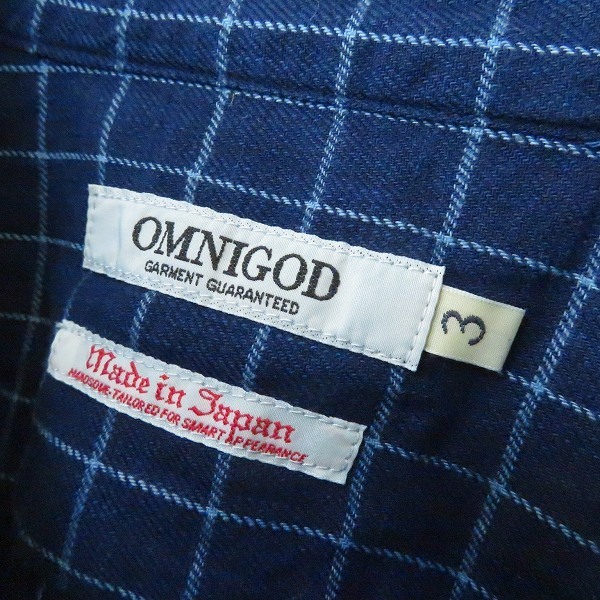 OMNIGOD
GARMENT GUARANTEED
3
Made in Japan
HANDSOME-TAILORED FOR SMART APPEARANCE